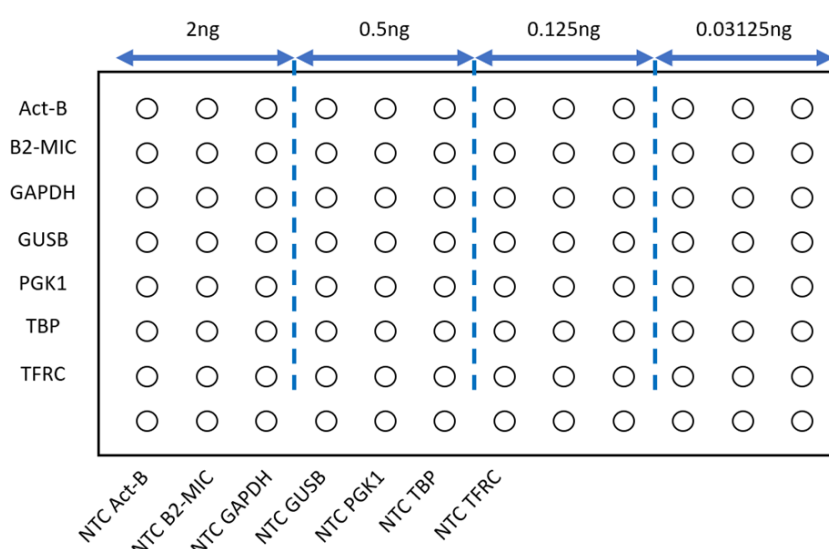 2ng 0.5ng 0.125ng 0.03125ng
Act-B
B2-MIC
GAPDH
GUSB
PGK1
TBP
TFRC
NTC Act-B
NTC B2-MIC
NTC GAPDH
NTC GUSB
NTC PGK1
NTC TBP
NTC TFRC